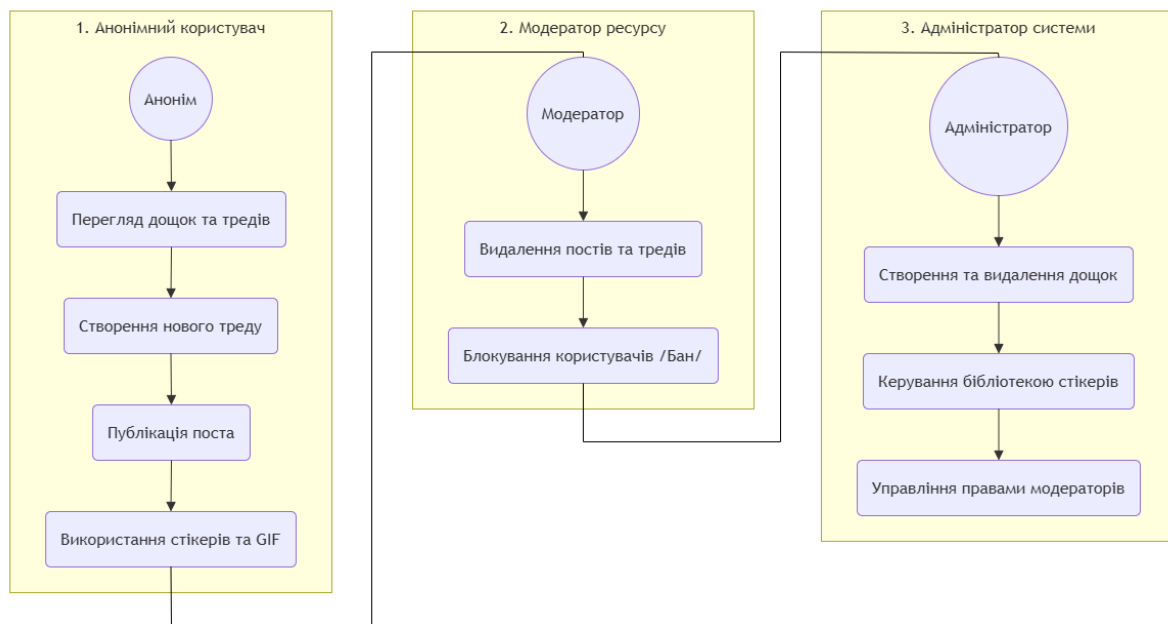 1. Анонімний користувач
Анонім
Перегляд дощок та тредів
Створення нового треду
Публікація поста
Використання стікерів та GIF
2. Модератор ресурсу
Модератор
Видалення постів та тредів
Блокування користувачів /Бан/
3. Адміністратор системи
Адміністратор
Створення та видалення дощок
Керування бібліотекою стікерів
Управління правами модераторів